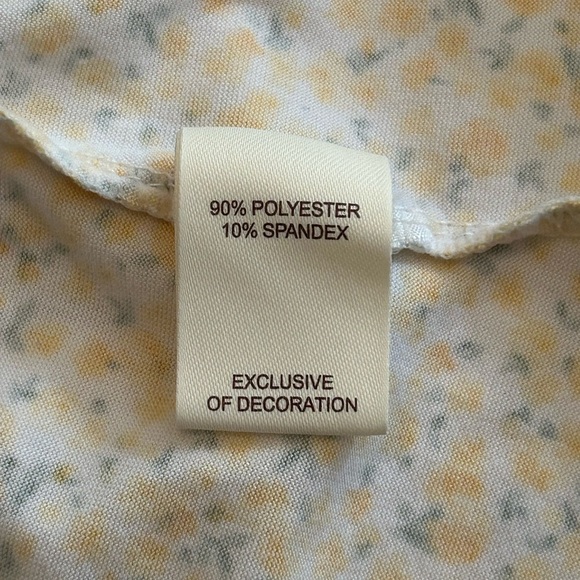 90% POLYESTER
10% SPANDEX
EXCLUSIVE
OF DECORATION